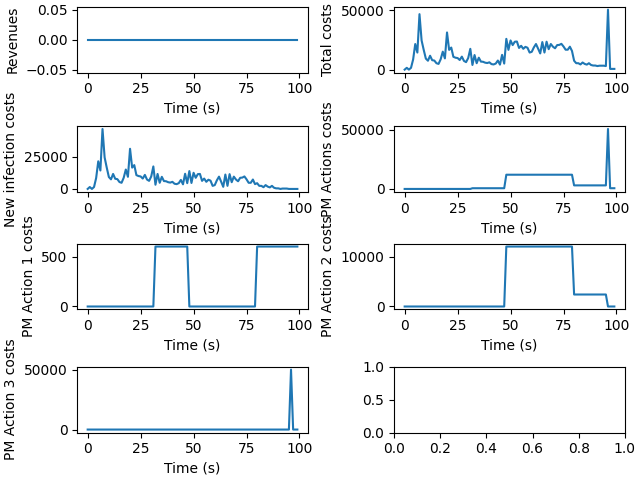 Revenues
0.05
0.00
−0.05
0 25 50 75 100
Time (s)
Total costs
50000
0
0 25 50 75 100
Time (s)
New infection costs
25000
0
0 25 50 75 100
Time (s)
PM Actions costs
50000
0
0 25 50 75 100
Time (s)
PM Action 1 costs
500
0
0 25 50 75 100
Time (s)
PM Action 2 costs
10000
0
0 25 50 75 100
Time (s)
PM Action 3 costs
50000
0
0 25 50 75 100
Time (s)
1.0
0.5
0.0
0.0 0.2 0.4 0.6 0.8 1.0